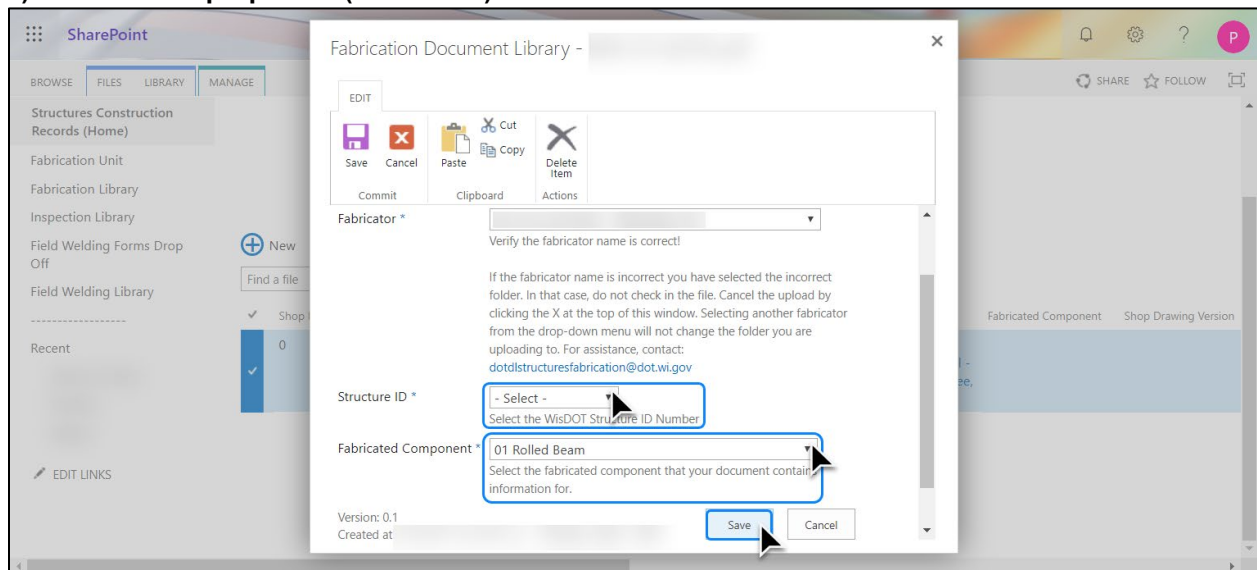 SharePoint
P
BROWSE FILES LIBRARY MANAGE
SHARE FOLLOW
Structures Construction
Records (Home)
Fabrication Unit
Fabrication Library
Inspection Library
Field Welding Forms Drop
Off
Field Welding Library
-----------------
Recent
EDIT LINKS
New
Find a file
Shop
0
Fabricated Component Shop Drawing Version
Fabrication Document Library -
EDIT
Save Cancel Paste Cut
Copy
Delete
Item
Commit Clipboard Actions
Fabricator *
Verify the fabricator name is correct!
If the fabricator name is incorrect you have selected the incorrect
folder. In that case, do not check in the file. Cancel the upload by
clicking the X at the top of this window. Selecting another fabricator
from the drop-down menu will not change the folder you are
uploading to. For assistance, contact:
dotdlstructuresfabrication@dot.wi.gov
Structure ID *
- Select -
Select the WisDOT Structure ID Number
Fabricated Component *
01 Rolled Beam
Select the fabricated component that your document contains
information for.
Version: 0.1
Created at
Save Cancel